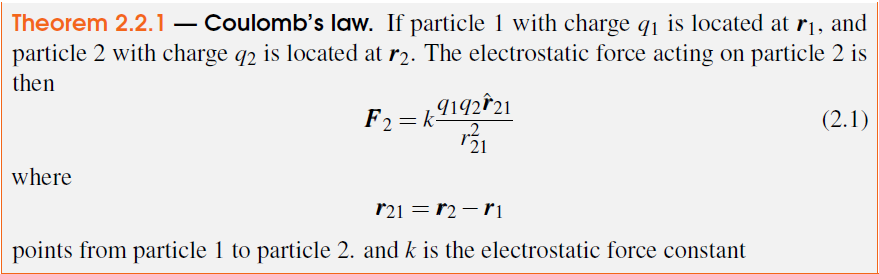 Theorem 2.2.1 — Coulomb's law. If particle 1 with charge q₁ is located at r₁, and
particle 2 with charge q₂ is located at r₂. The electrostatic force acting on particle 2 is
then
F₂ = k q₁q₂r̂₂₁ / r₂₁² (2.1)
where
r₂₁ = r₂ − r₁
points from particle 1 to particle 2. and k is the electrostatic force constant